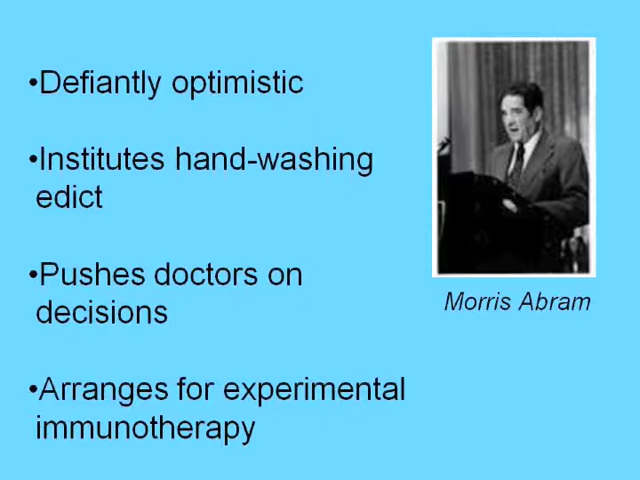 •Defiantly optimistic
•Institutes hand-washing
edict
•Pushes doctors on
decisions
•Arranges for experimental
immunotherapy
Morris Abram